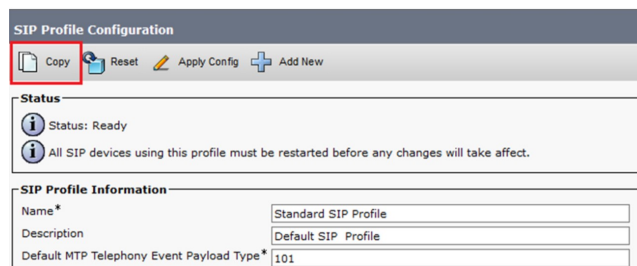 SIP Profile Configuration
Copy Reset Apply Config Add New
Status
Status: Ready
All SIP devices using this profile must be restarted before any changes will take affect.
SIP Profile Information
Name* Standard SIP Profile
Description Default SIP Profile
Default MTP Telephony Event Payload Type* 101